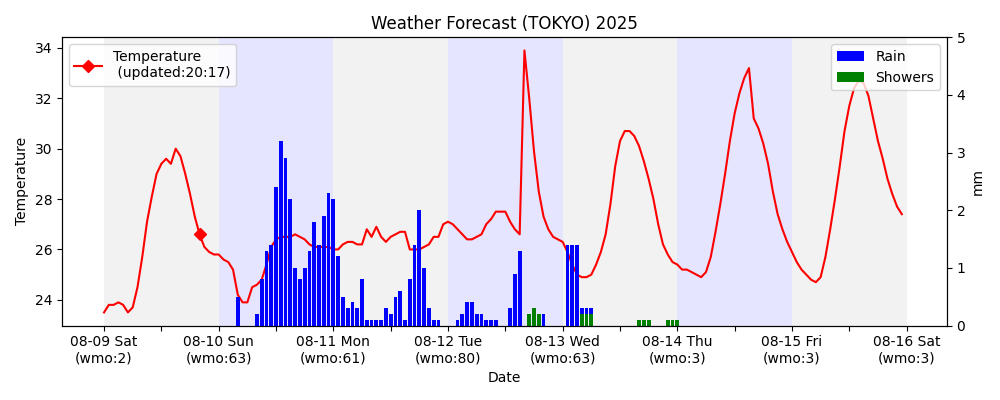 Weather Forecast (TOKYO) 2025
Temperature
(updated:20:17)
Rain
Showers
34
32
30
28
26
24
Temperature
5
4
3
2
1
0
mm
08-09 Sat
(wmo:2)
08-10 Sun
(wmo:63)
08-11 Mon
(wmo:61)
08-12 Tue
(wmo:80)
08-13 Wed
(wmo:63)
08-14 Thu
(wmo:3)
08-15 Fri
(wmo:3)
08-16 Sat
(wmo:3)
Date